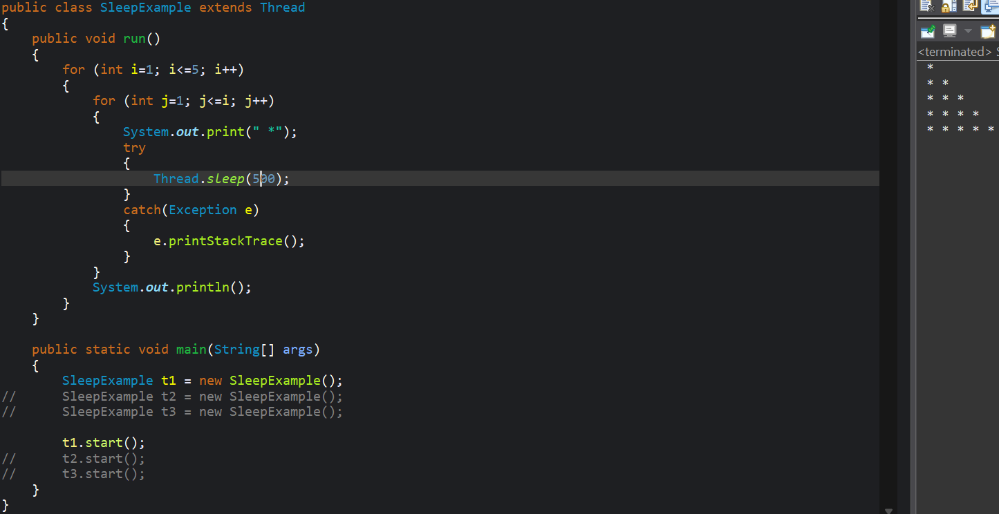 public class SleepExample extends Thread
{
    public void run()
    {
        for (int i=1; i<=5; i++)
        {
            for (int j=1; j<=i; j++)
            {
                System.out.print(" *");
                try
                {
                    Thread.sleep(500);
                }
                catch(Exception e)
                {
                    e.printStackTrace();
                }
            }
            System.out.println();
        }
    }

    public static void main(String[] args)
    {
        SleepExample t1 = new SleepExample();
//      SleepExample t2 = new SleepExample();
//      SleepExample t3 = new SleepExample();

        t1.start();
//      t2.start();
//      t3.start();
    }
}
<terminated> S
 *
 * *
 * * *
 * * * *
 * * * * *